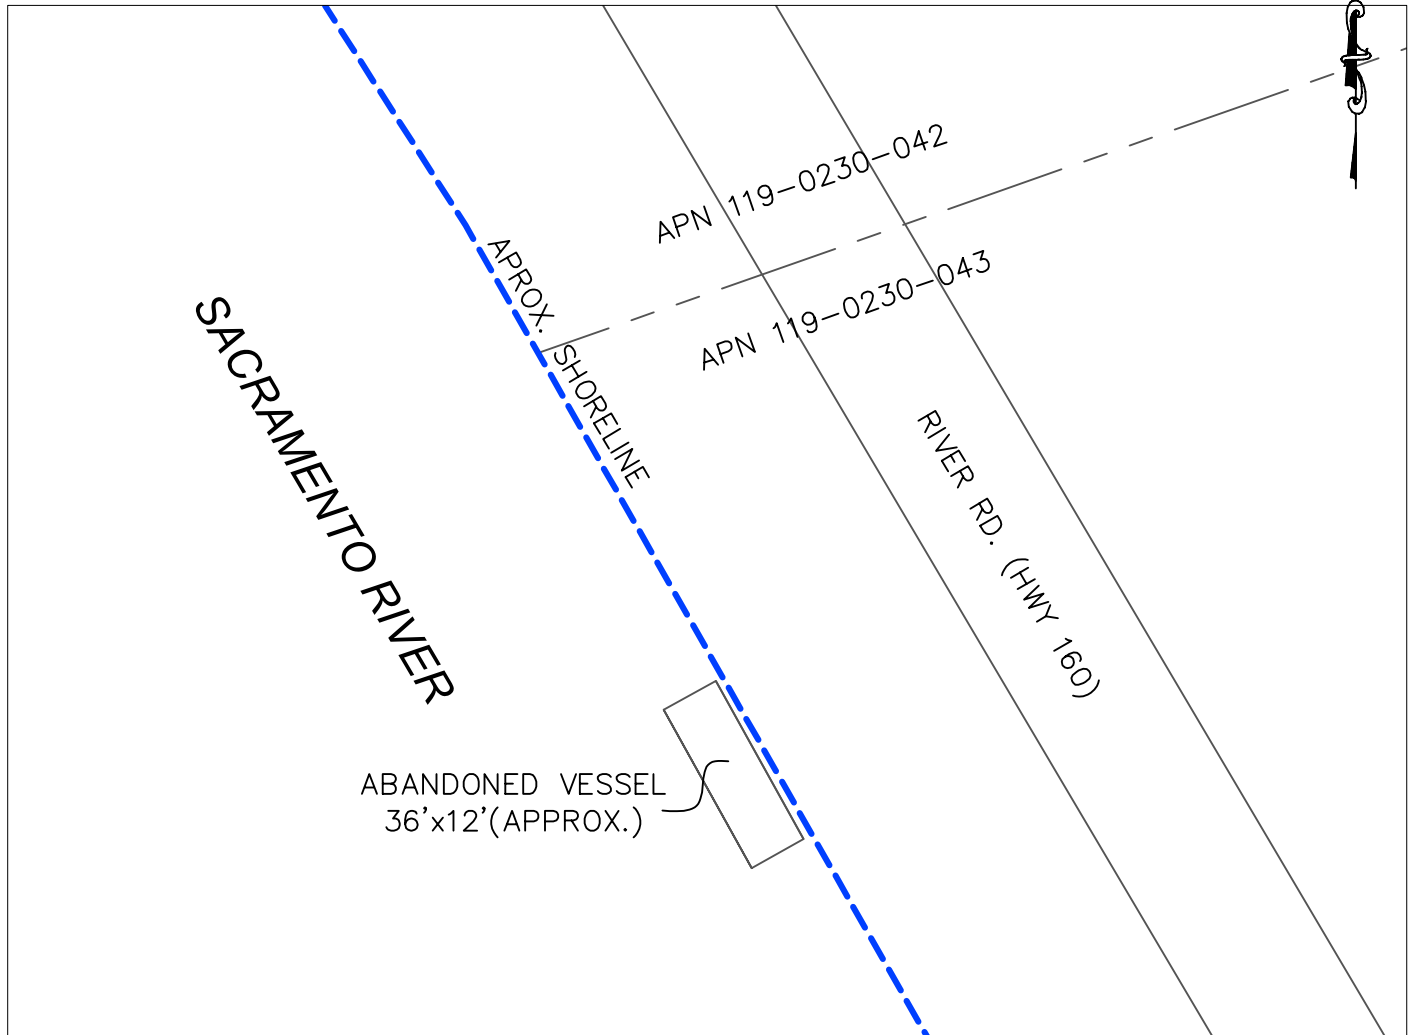 APN 119-0230-042
APROX. SHORELINE
APN 119-0230-043
SACRAMENTO RIVER
RIVER RD. (HWY 160)
ABANDONED VESSEL
36'x12'(APPROX.)